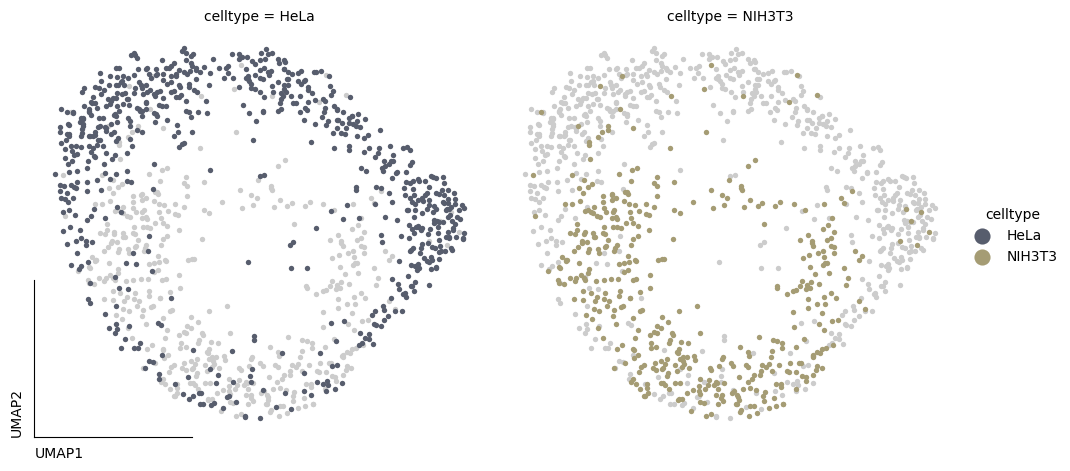 celltype = HeLa
celltype = NIH3T3
celltype
HeLa
NIH3T3
UMAP2
UMAP1